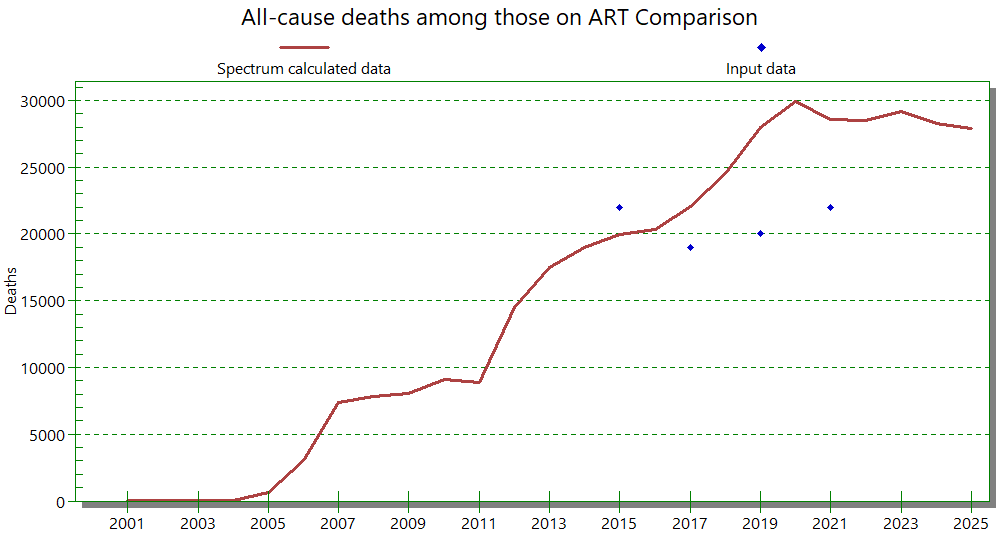 All-cause deaths among those on ART Comparison
Spectrum calculated data
Input data
Deaths
30000
25000
20000
15000
10000
5000
0
2001 2003 2005 2007 2009 2011 2013 2015 2017 2019 2021 2023 2025